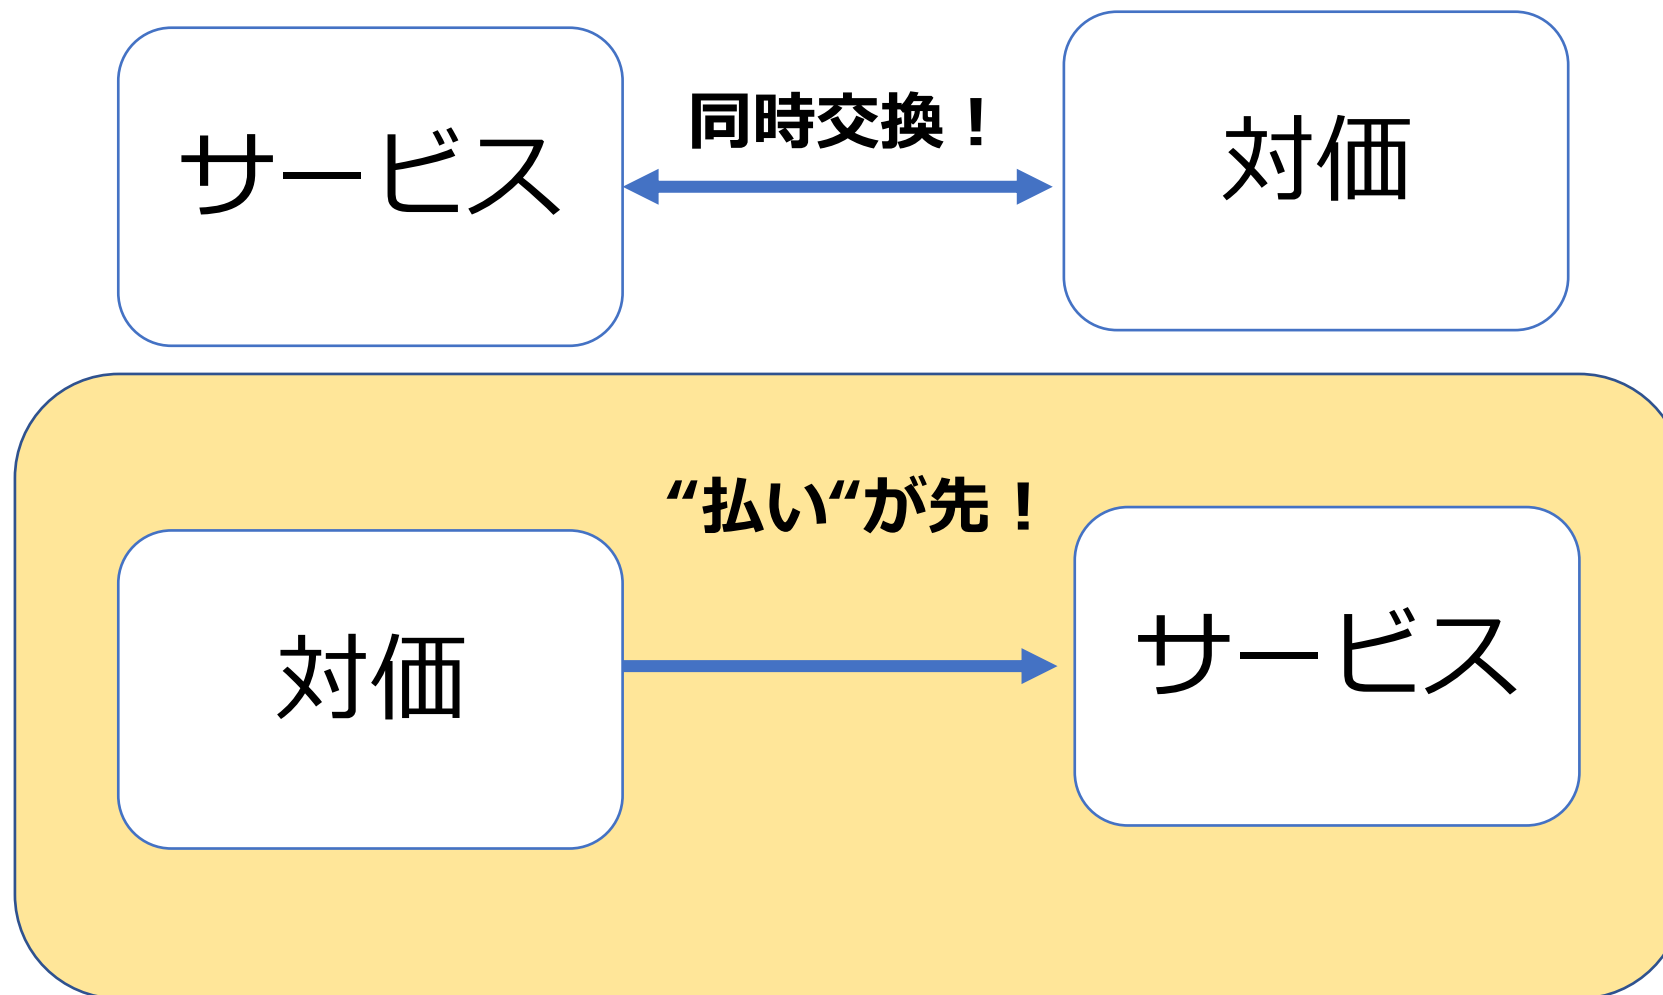 同時交換！
サービス
対価
“払い“が先！
対価
サービス